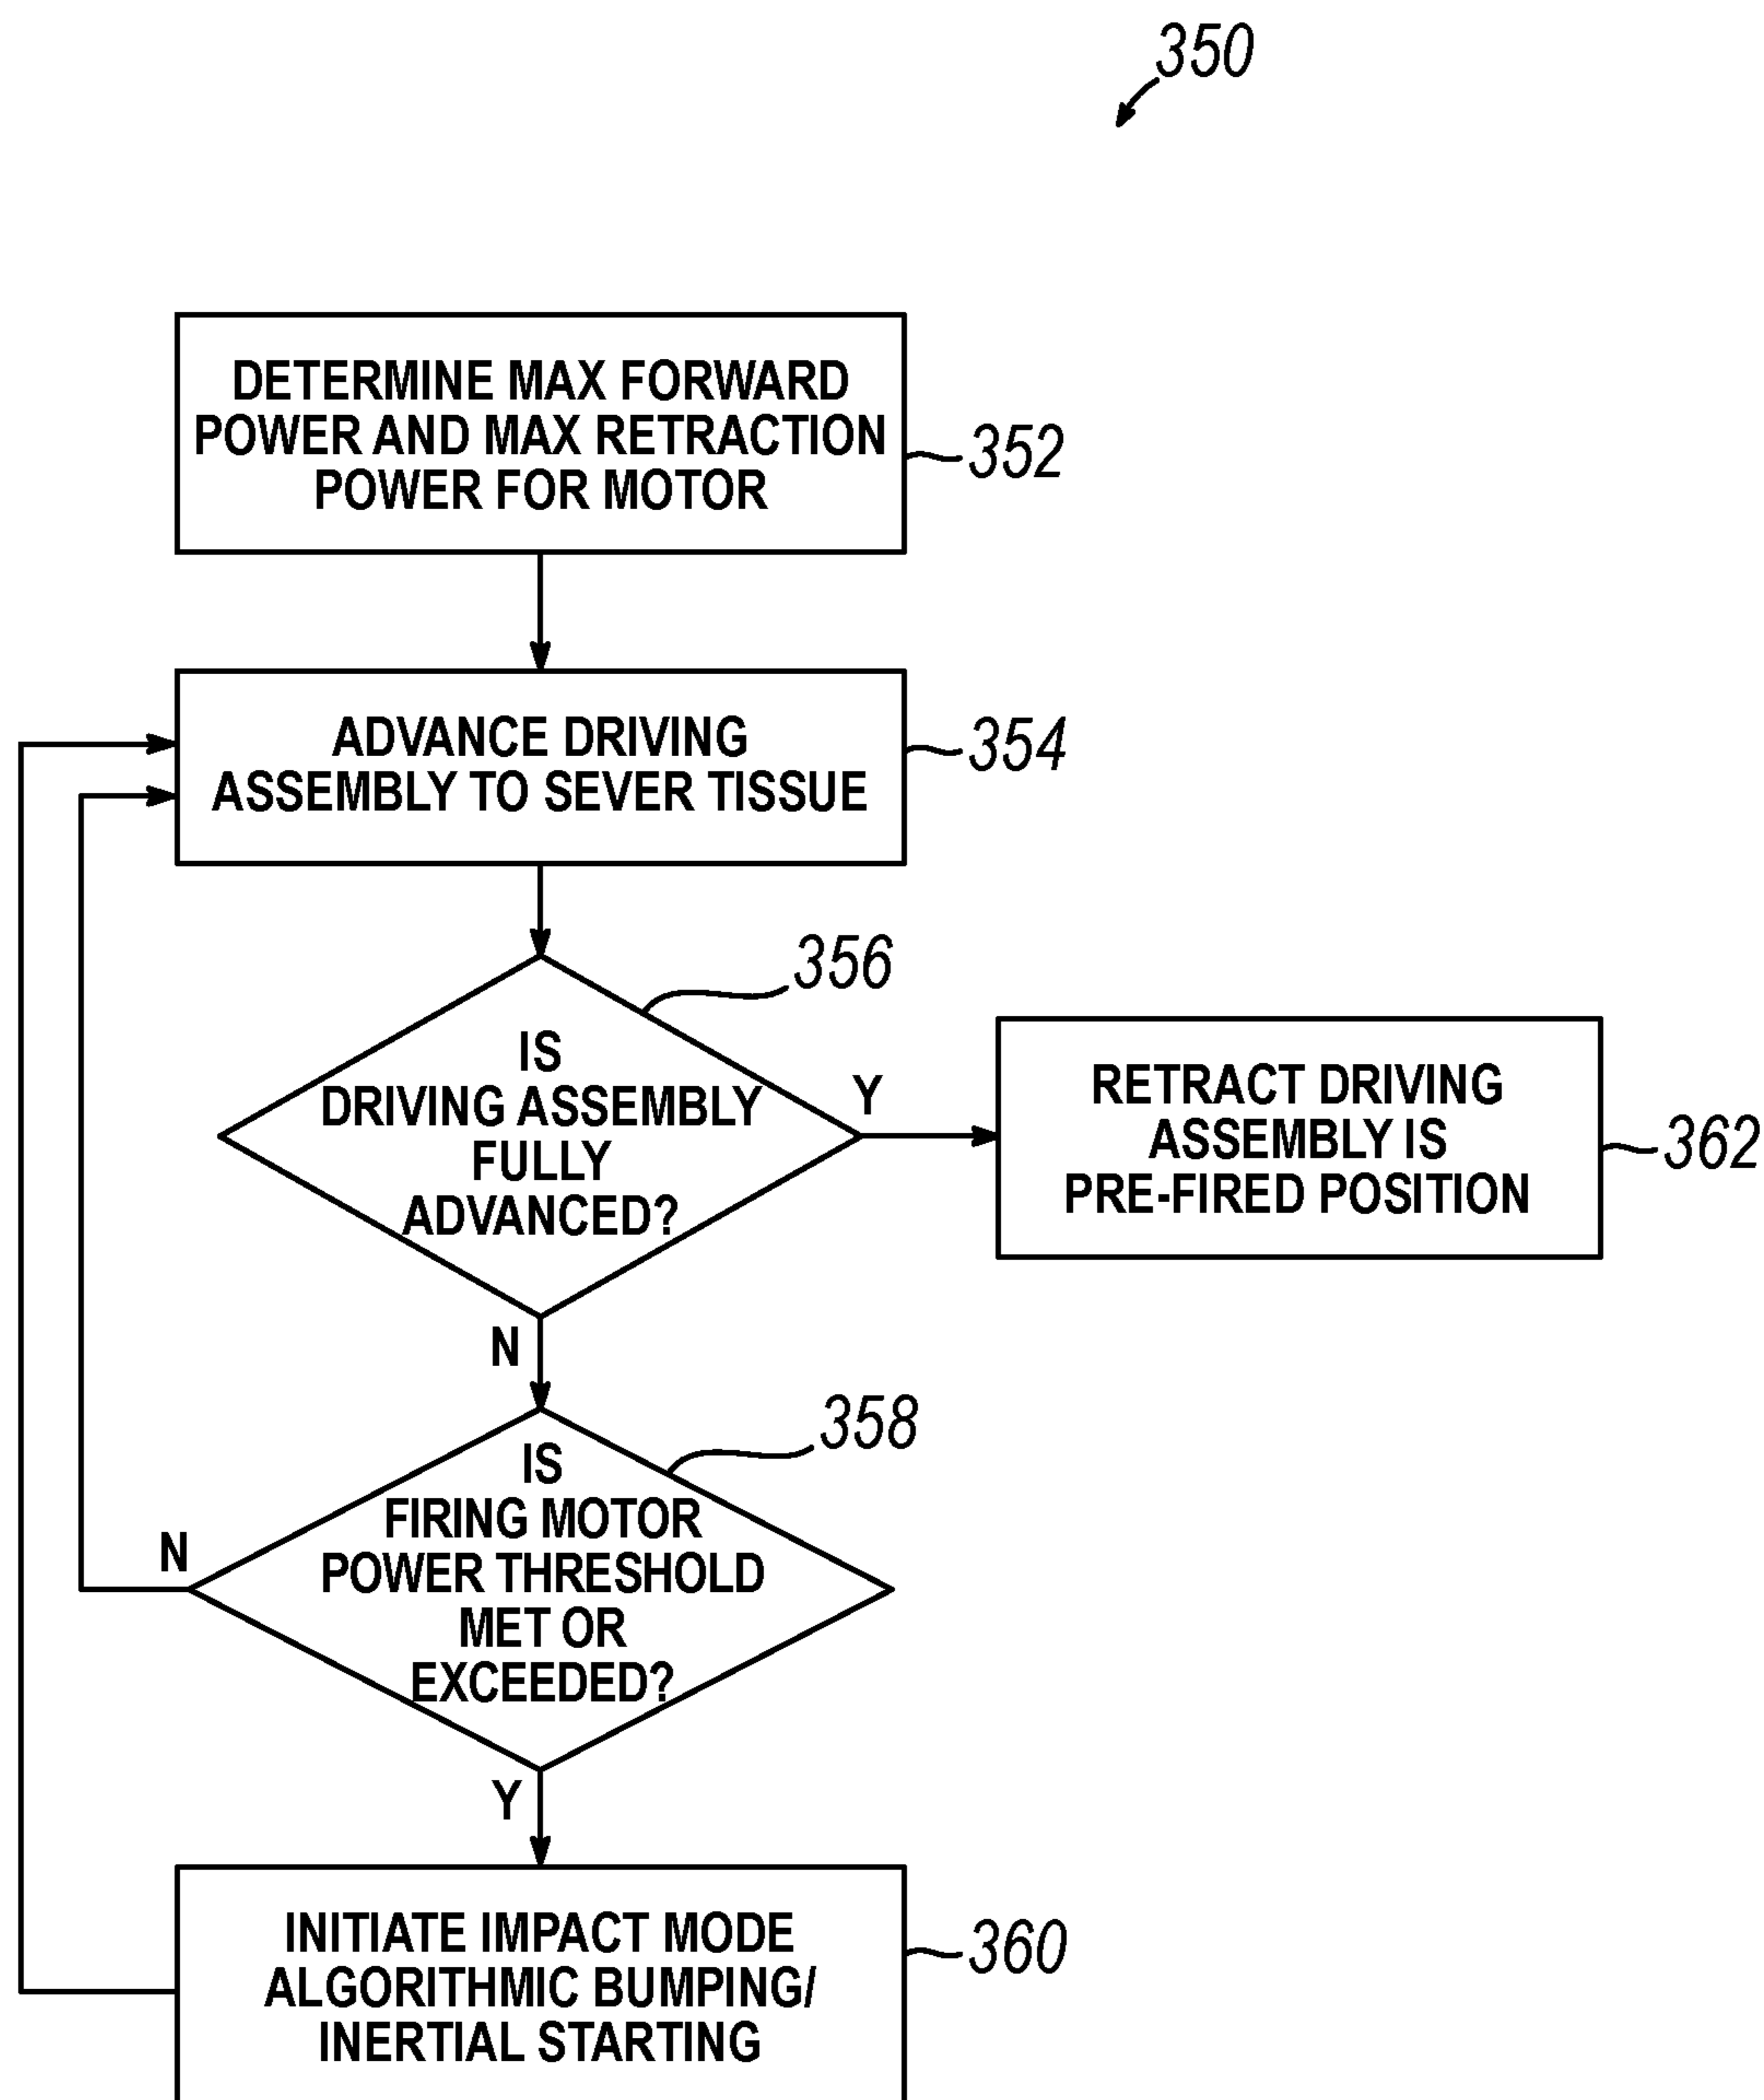 350
DETERMINE MAX FORWARD
POWER AND MAX RETRACTION
POWER FOR MOTOR
352
ADVANCE DRIVING
ASSEMBLY TO SEVER TISSUE
354
356
IS
DRIVING ASSEMBLY
FULLY
ADVANCED?
Y
RETRACT DRIVING
ASSEMBLY IS
PRE-FIRED POSITION
362
N
358
IS
FIRING MOTOR
POWER THRESHOLD
MET OR
EXCEEDED?
N
Y
INITIATE IMPACT MODE
ALGORITHMIC BUMPING/
INERTIAL STARTING
360